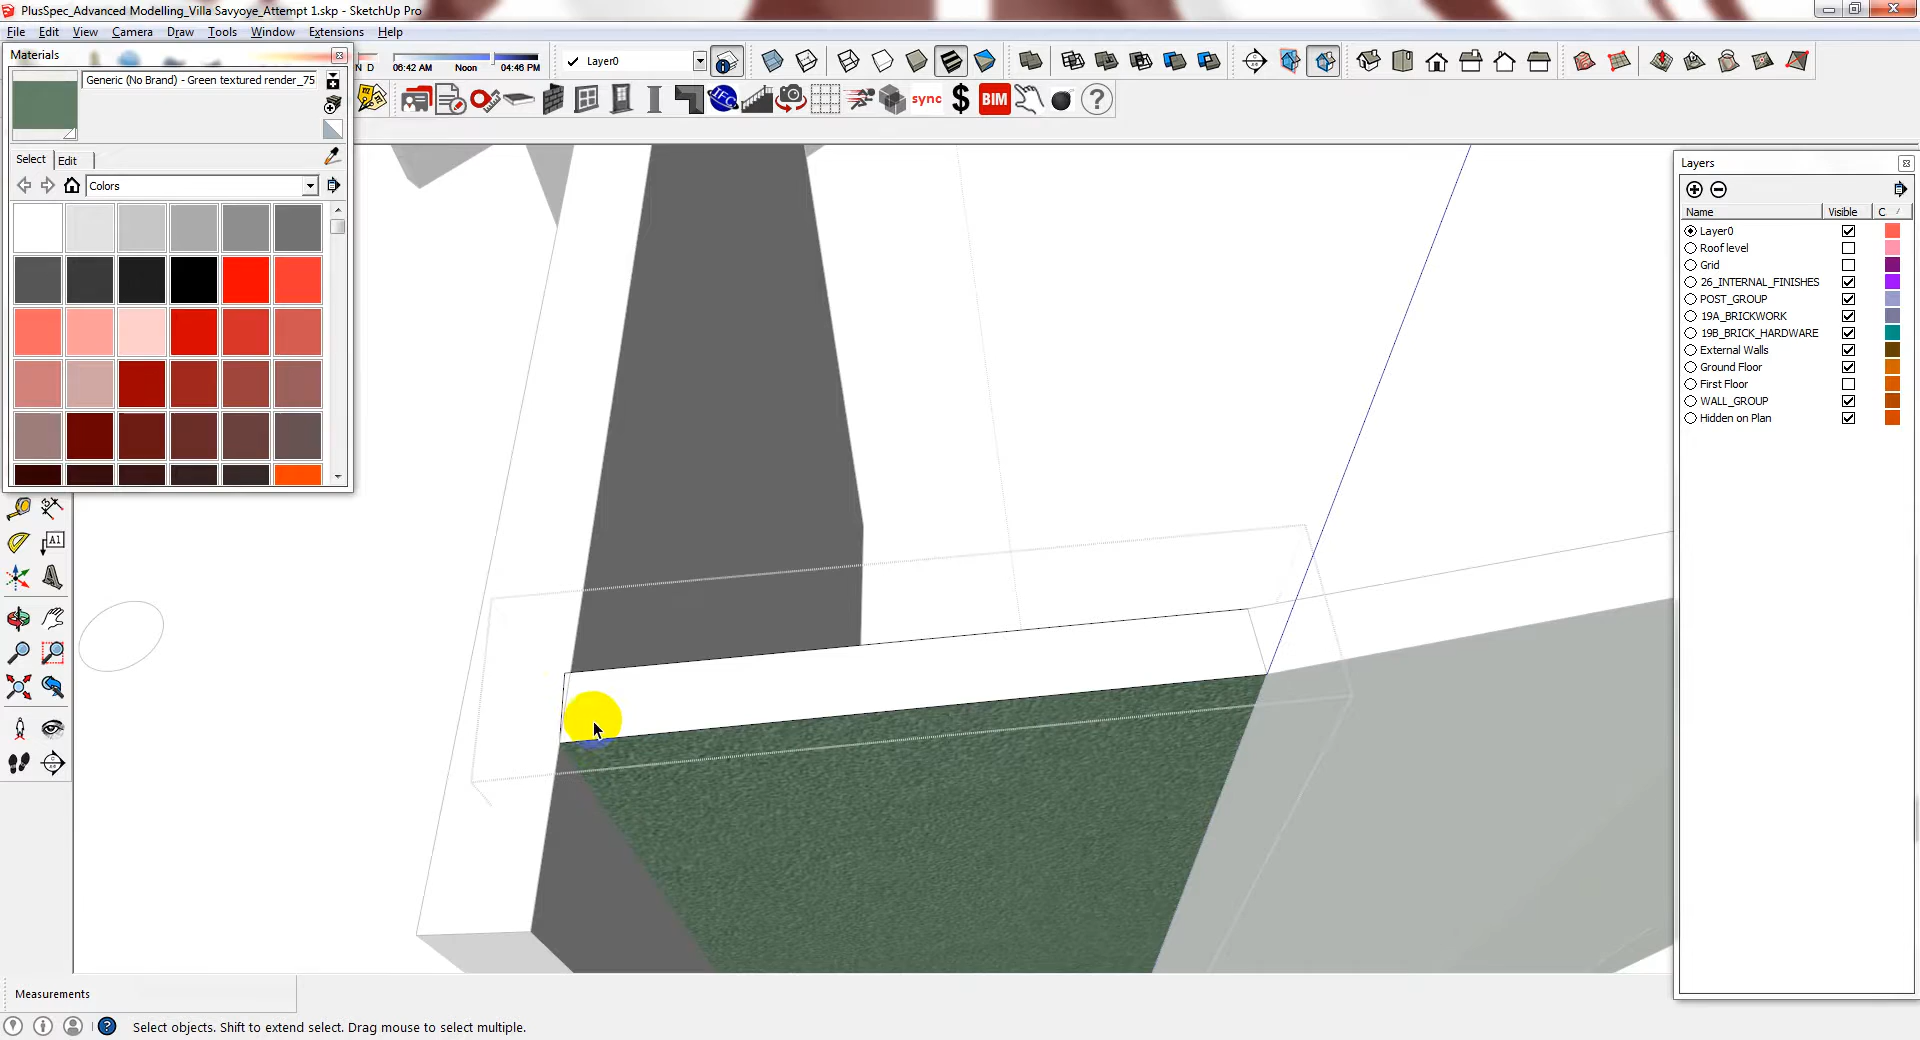 PlusSpec_Advanced Modelling_Villa Savyoye_Attempt 1.skp - SketchUp Pro
File Edit View Camera Draw Tools Window Extensions Help
Materials
N D 06:42 AM Noon 04:46 PM
Layer0
Generic (No Brand) - Green textured render_75
IFC sync $ BIM ?
Select Edit
Colors
Layers
Name Visible C
Layer0
Roof level
Grid
26_INTERNAL_FINISHES
POST_GROUP
19A_BRICKWORK
19B_BRICK_HARDWARE
External Walls
Ground Floor
First Floor
WALL_GROUP
Hidden on Plan
A1
Measurements
? Select objects. Shift to extend select. Drag mouse to select multiple.